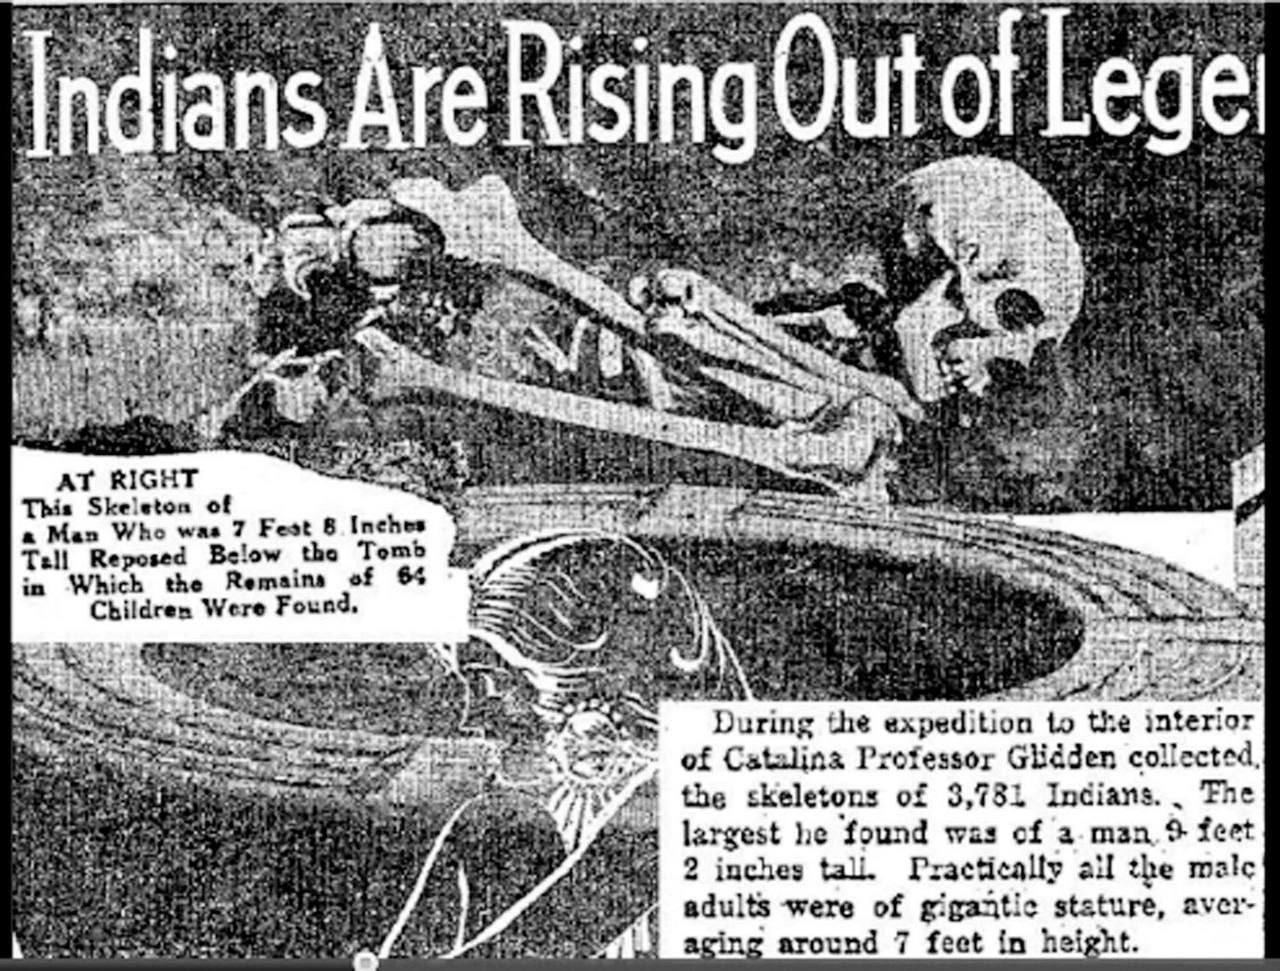 Indians Are Rising Out of Lege
AT RIGHT
This Skeleton of
a Man Who was 7 Feet 8 Inches
Tall Reposed Below the Tomb
in Which the Remains of 64
Children Were Found.
During the expedition to the interior
of Catalina Professor Glidden collected,
the skeletons of 3,781 Indians. The
largest he found was of a man 9 feet
2 inches tall. Practically all the male
adults were of gigantic stature, aver-
aging around 7 feet in height.